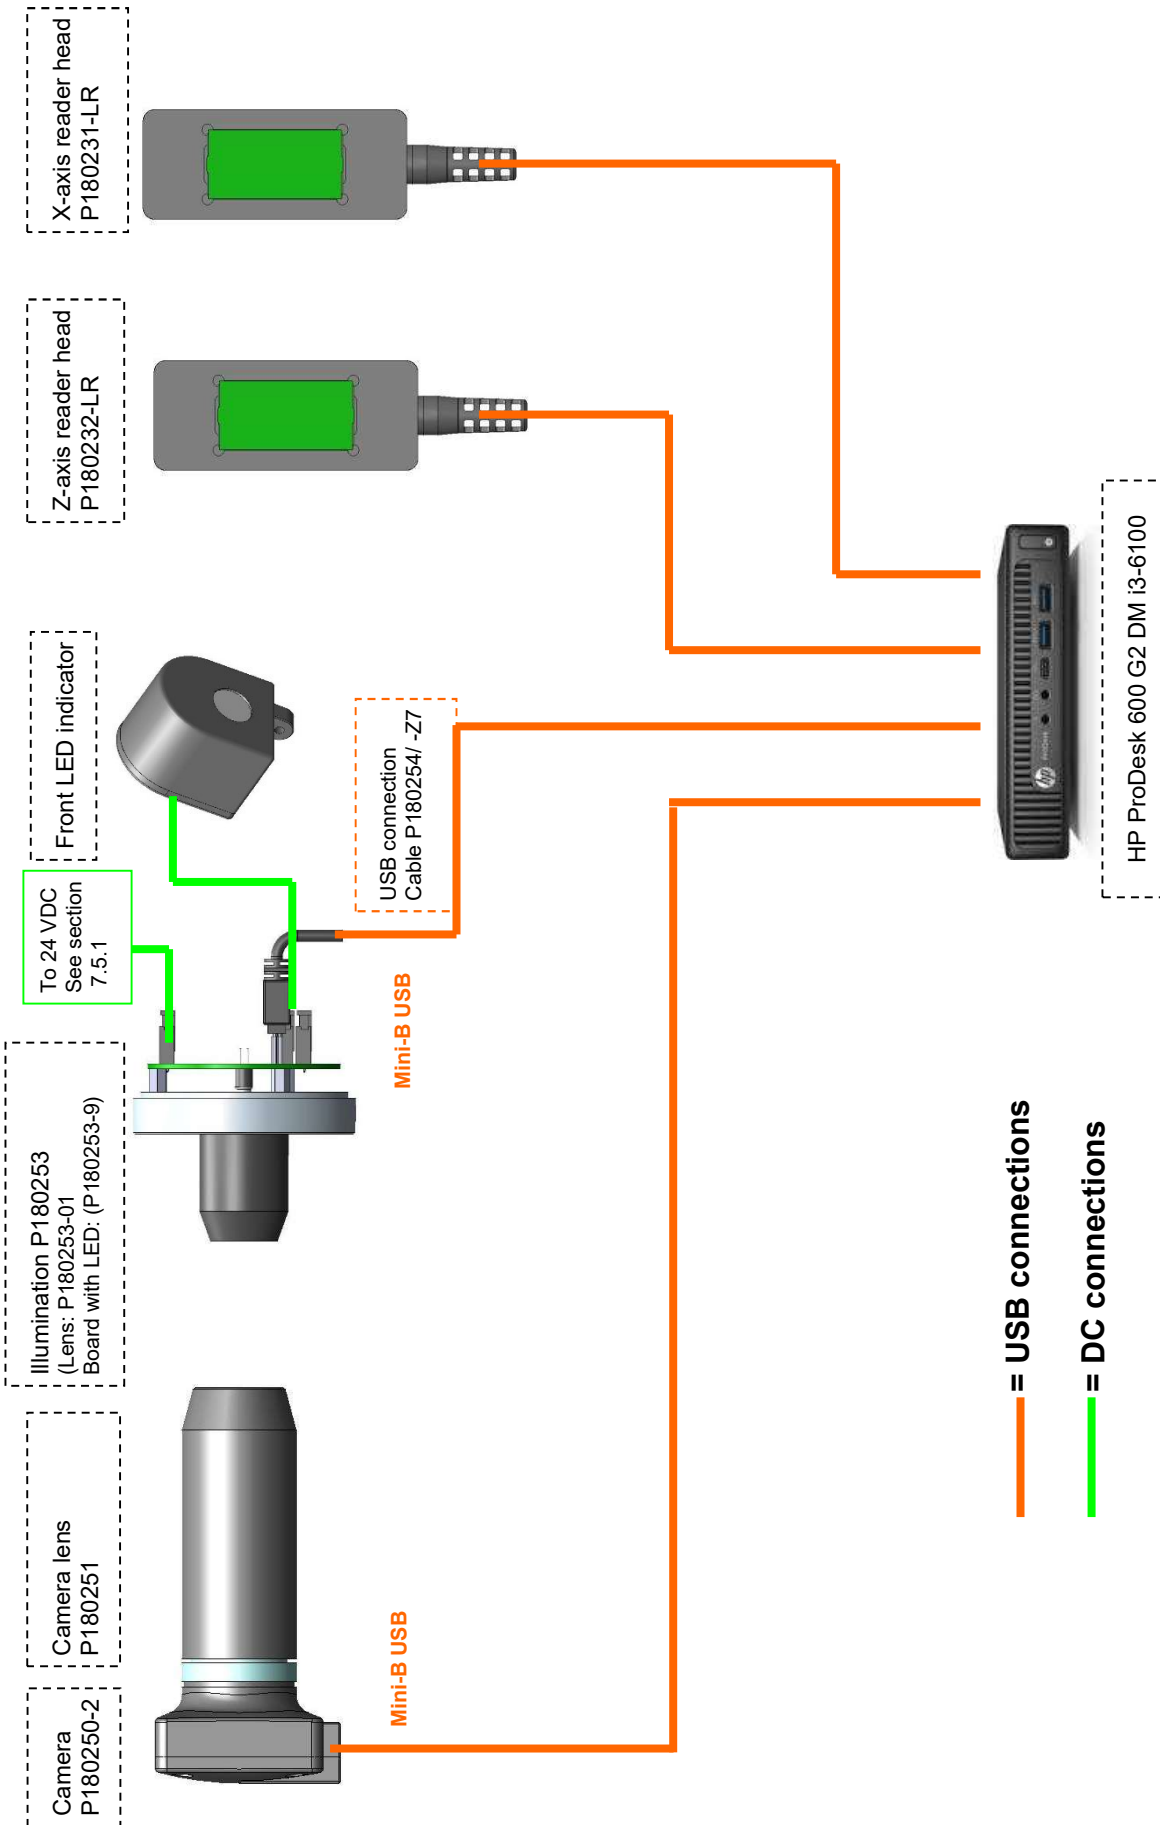 Camera
P180250-2
Camera lens
P180251
Illumination P180253
(Lens: P180253-01
Board with LED: (P180253-9)
To 24 VDC
See section
7.5.1
Front LED indicator
Z-axis reader head
P180232-LR
X-axis reader head
P180231-LR
Mini-B USB
Mini-B USB
USB connection
Cable P180254/ -Z7
= USB connections
= DC connections
hp
HP ProDesk 600 G2 DM i3-6100